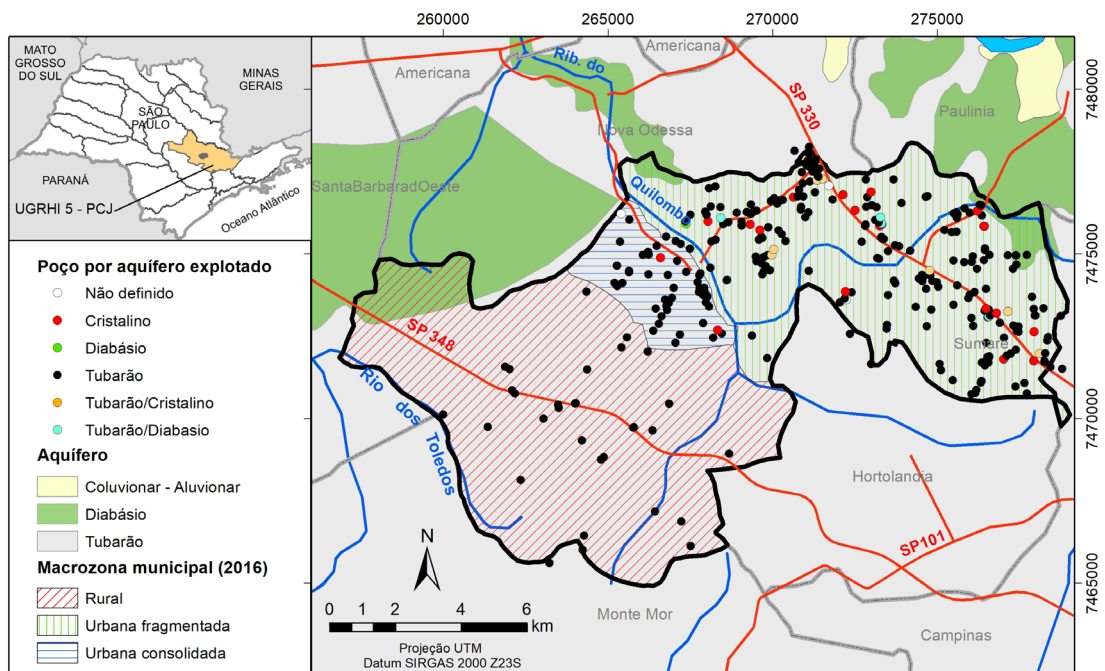 260000
265000
270000
275000
MATO
GROSSO
DO SUL
MINAS
GERAIS
SÃO
PAULO
PARANÁ
UGRHI 5 - PCJ
Oceano Atlântico
Poço por aquífero explotado
Não definido
Cristalino
Diabásio
Tubarão
Tubarão/Cristalino
Tubarão/Diabasio
Aquífero
Coluvionar - Aluvionar
Diabásio
Tubarão
Macrozona municipal (2016)
Rural
Urbana fragmentada
Urbana consolidada
Americana
Rib. do
Americana
SP 330
Paulinia
Nova Odessa
SantaBarbaradOeste
Quilombo
SP 348
Sumaré
Rio
dos
Toledos
Hortolandia
SP101
N
0 1 2 4 6
km
Projeção UTM
Datum SIRGAS 2000 Z23S
Monte Mor
Campinas
7480000
7475000
7470000
7465000